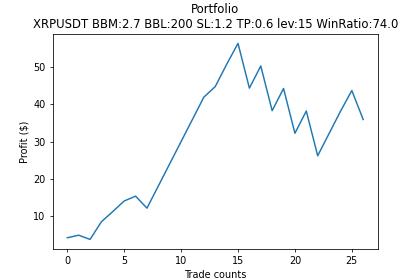 Portfolio
XRPUSDT BBM:2.7 BBL:200 SL:1.2 TP:0.6 lev:15 WinRatio:74.0
50
40
30
20
10
Profit ($)
0 5 10 15 20 25
Trade counts